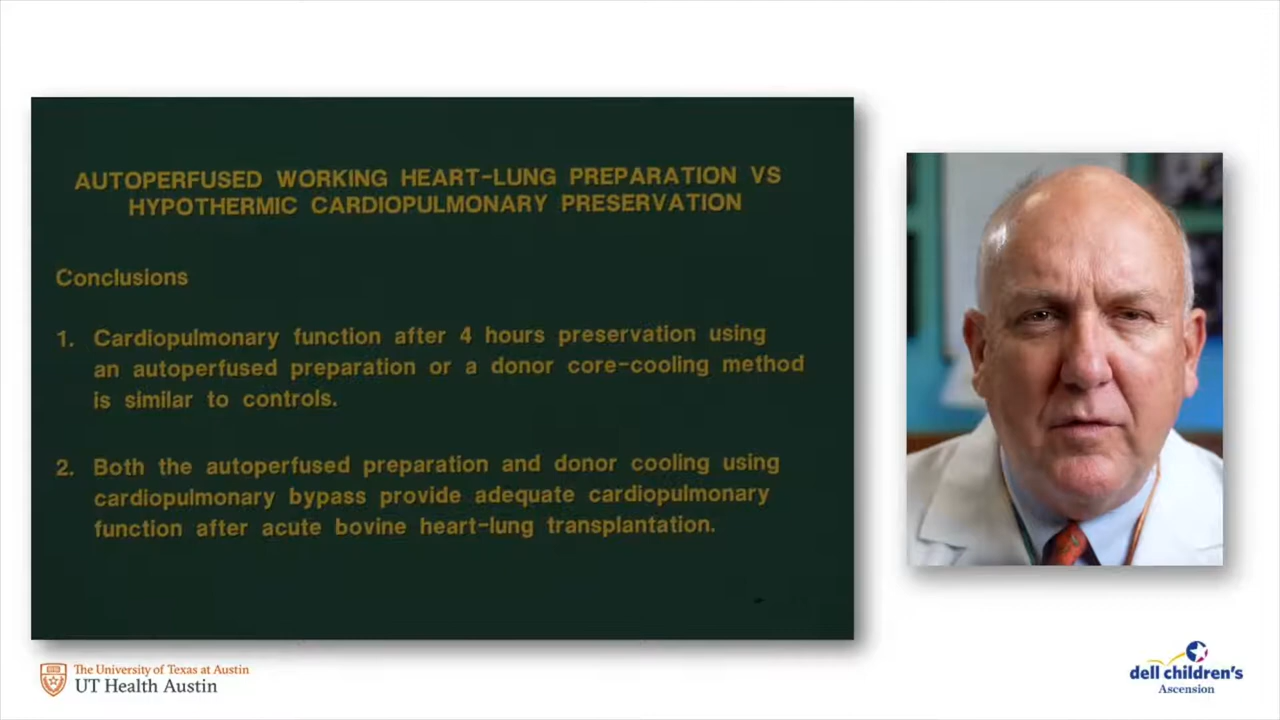 AUTOPERFUSED WORKING HEART-LUNG PREPARATION VS
HYPOTHERMIC CARDIOPULMONARY PRESERVATION
Conclusions
1. Cardiopulmonary function after 4 hours preservation using
an autoperfused preparation or a donor core-cooling method
is similar to controls.
2. Both the autoperfused preparation and donor cooling using
cardiopulmonary bypass provide adequate cardiopulmonary
function after acute bovine heart-lung transplantation.
The University of Texas at Austin
UT Health Austin
dell children's
Ascension